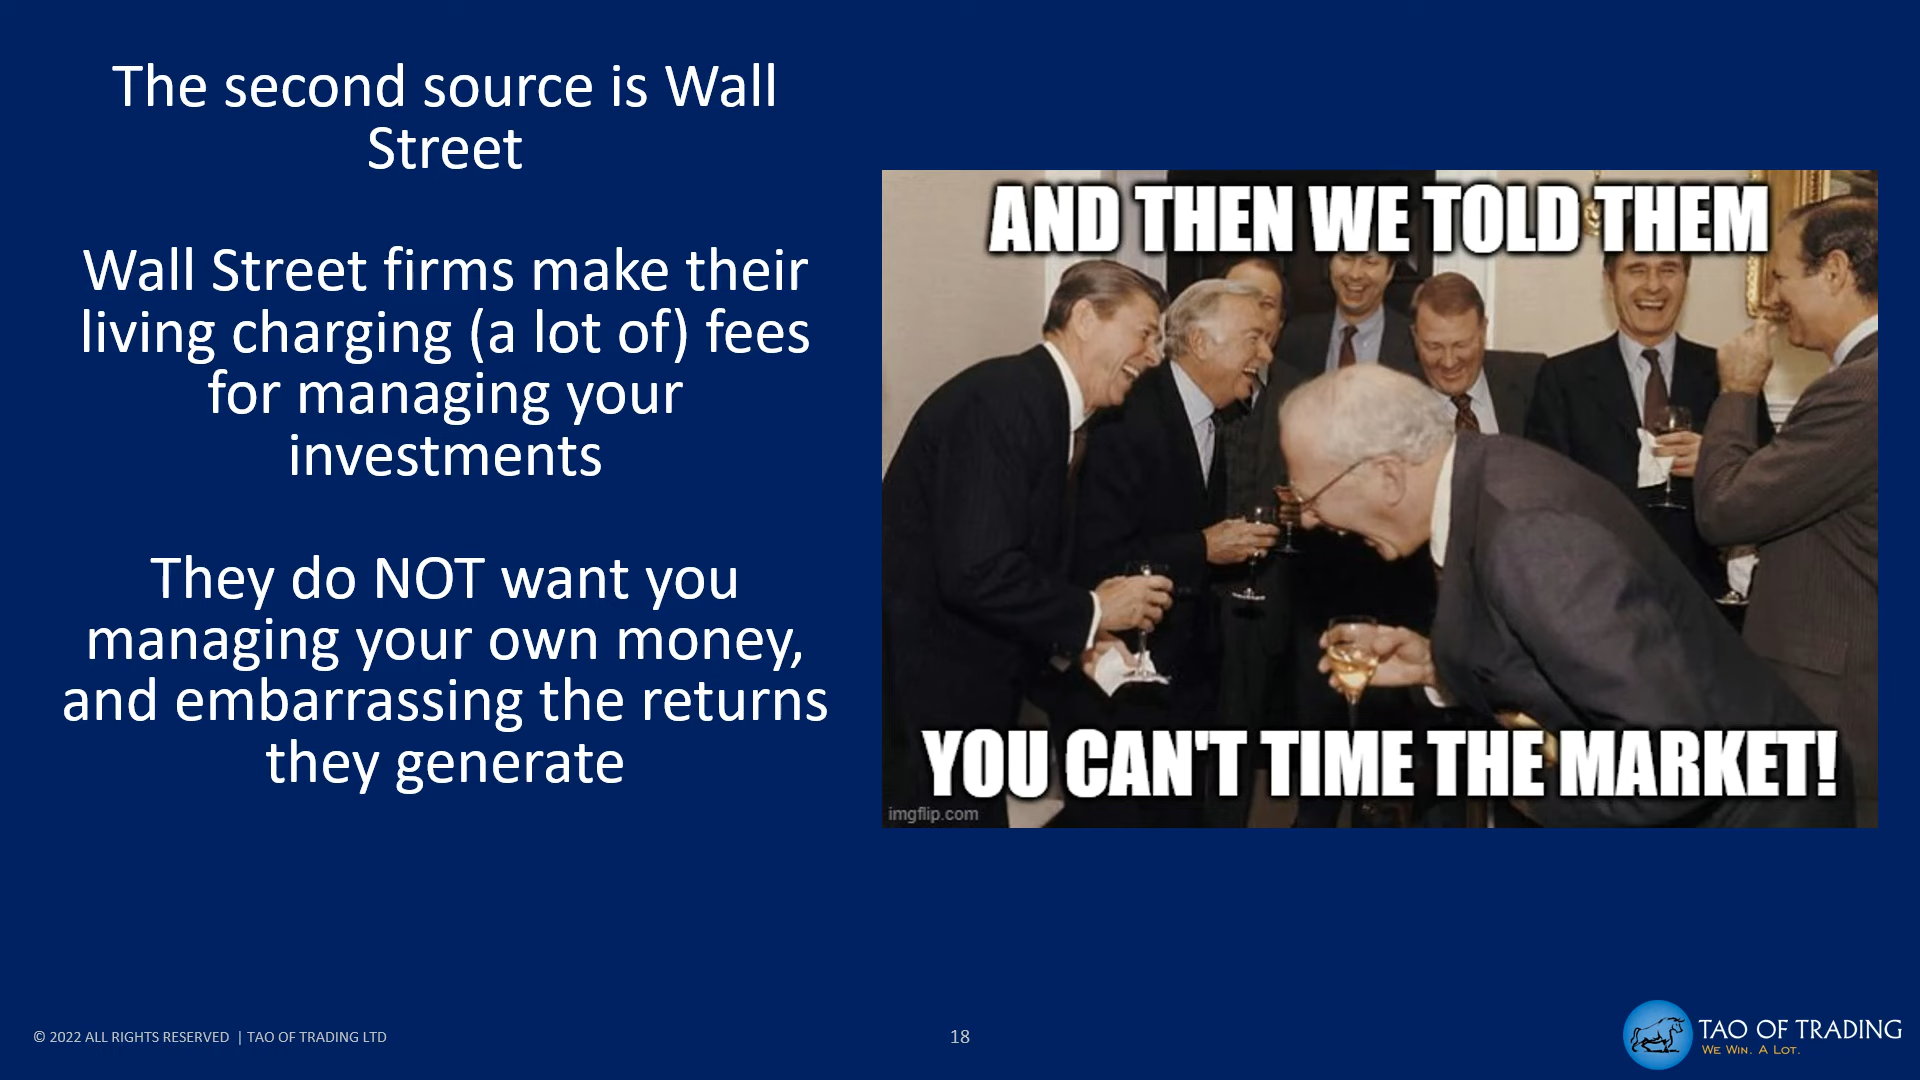 The second source is Wall
Street
Wall Street firms make their
living charging (a lot of) fees
for managing your
investments
They do NOT want you
managing your own money,
and embarrassing the returns
they generate
AND THEN WE TOLD THEM
YOU CAN'T TIME THE MARKET!
imgflip.com
© 2022 ALL RIGHTS RESERVED | TAO OF TRADING LTD
18
TAO OF TRADING
WE WIN. A LOT.